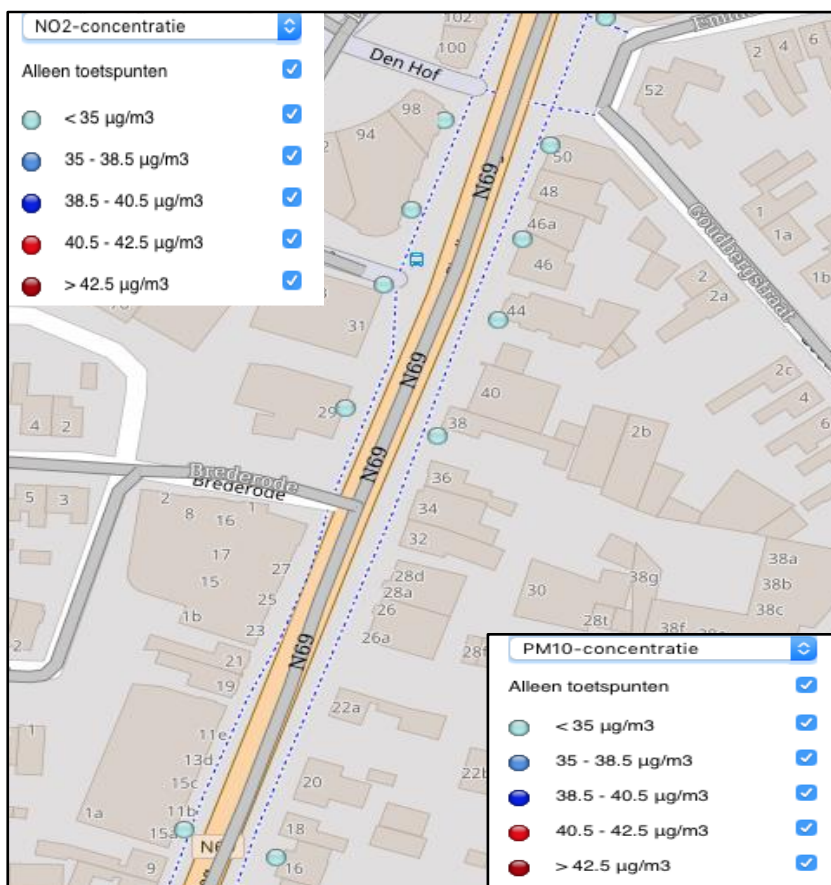 NO2-concentratie
Alleen toetspunten
< 35 µg/m3
35 - 38.5 µg/m3
38.5 - 40.5 µg/m3
40.5 - 42.5 µg/m3
> 42.5 µg/m3
102
100
Den Hof
98
94
N69
50
48
46a
46
44
52
2
4
6
Goudbergstraat
1
1a
1b
2
2a
31
N69
29
40
38
2b
2c
4
6
4
2
N69
Brederode
Brederode
36
34
32
5
3
2
8
16
1
17
15
1b
27
25
23
28d
28a
26
26a
30
38g
28t
38f
38a
38b
38c
2
N69
21
19
22a
22b
1
11e
13d
15c
11b
15a
1a
9
20
18
16
PM10-concentratie
Alleen toetspunten
< 35 µg/m3
35 - 38.5 µg/m3
38.5 - 40.5 µg/m3
40.5 - 42.5 µg/m3
> 42.5 µg/m3